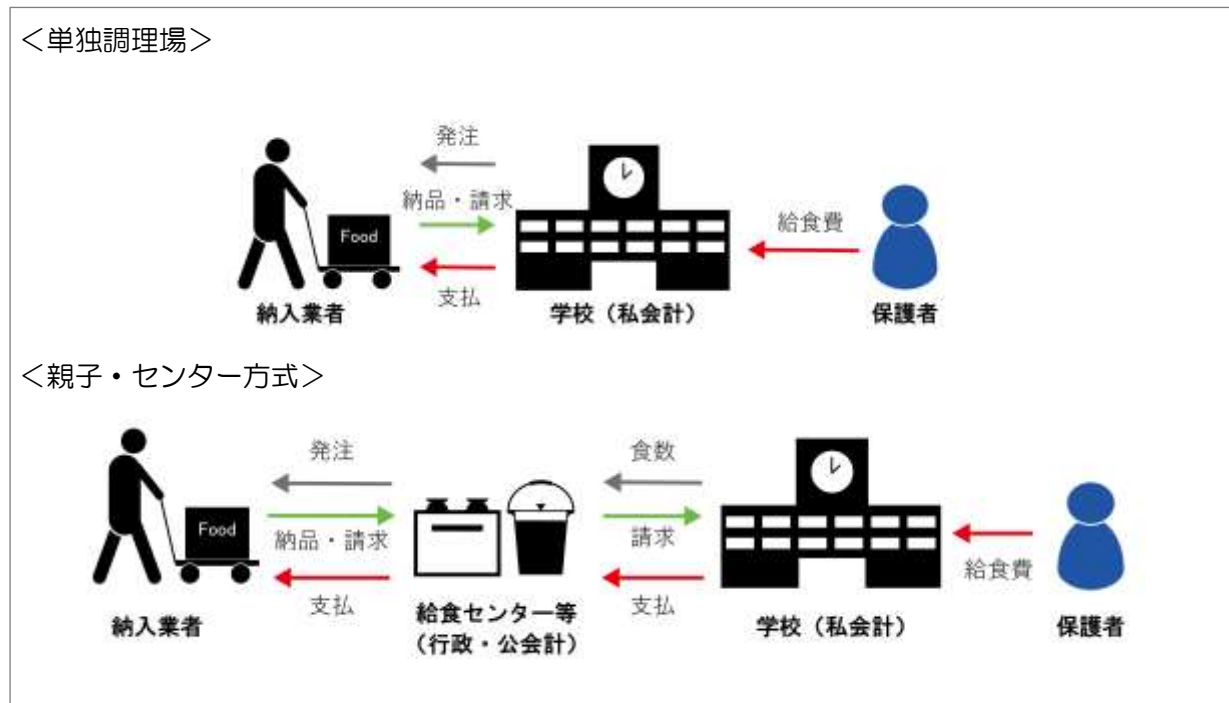 ＜単独調理場＞
発注
納品・請求
Food
給食費
支払
納入業者
学校（私会計）
保護者
＜親子・センター方式＞
発注
食数
Food
納品・請求
請求
給食費
支払
支払
納入業者
給食センター等
（行政・公会計）
学校（私会計）
保護者